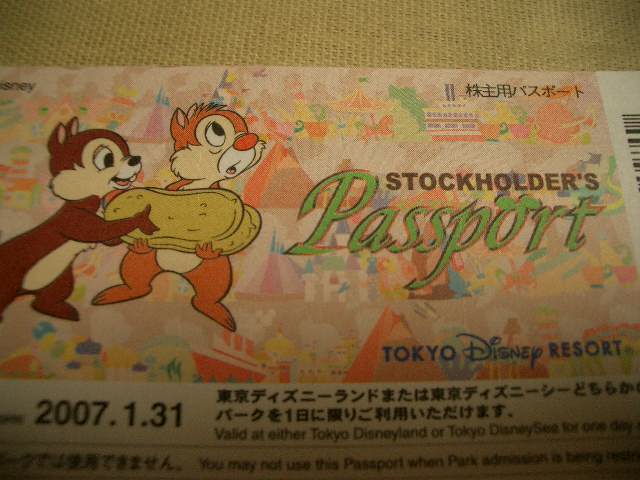 Disney
株主用パスポート
STOCKHOLDER'S
Passport
TOKYO Disney RESORT
2007.1.31
東京ディズニーランドまたは東京ディズニーシーどちらか
パークを1日に限りご利用いただけます。
Valid at either Tokyo Disneyland or Tokyo DisneySea for one day
ークでは使用できません。 You may not use this Passport when Park admission is being